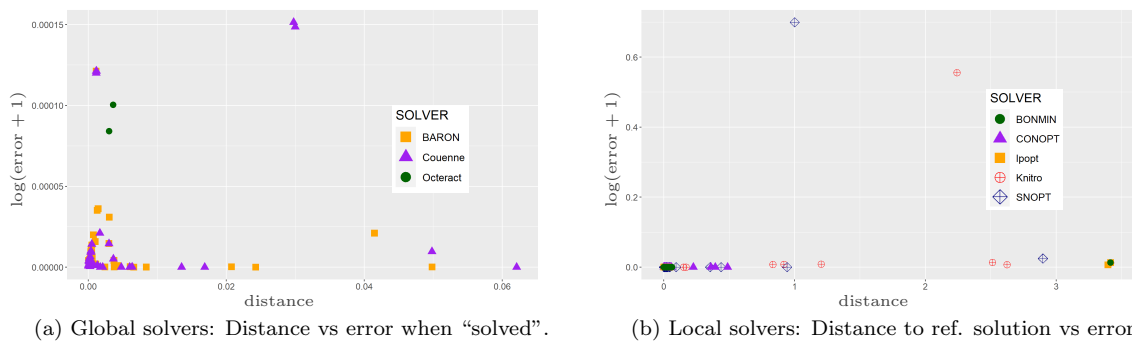 0.00015
0.00010
0.00005
0.00000
log(error + 1)
0.00
0.02
0.04
0.06
distance
SOLVER
BARON
Couenne
Octeract
(a) Global solvers: Distance vs error when “solved”.
0.6
0.4
0.2
0.0
log(error + 1)
0
1
2
3
distance
SOLVER
BONMIN
CONOPT
Ipopt
Knitro
SNOPT
(b) Local solvers: Distance to ref. solution vs error